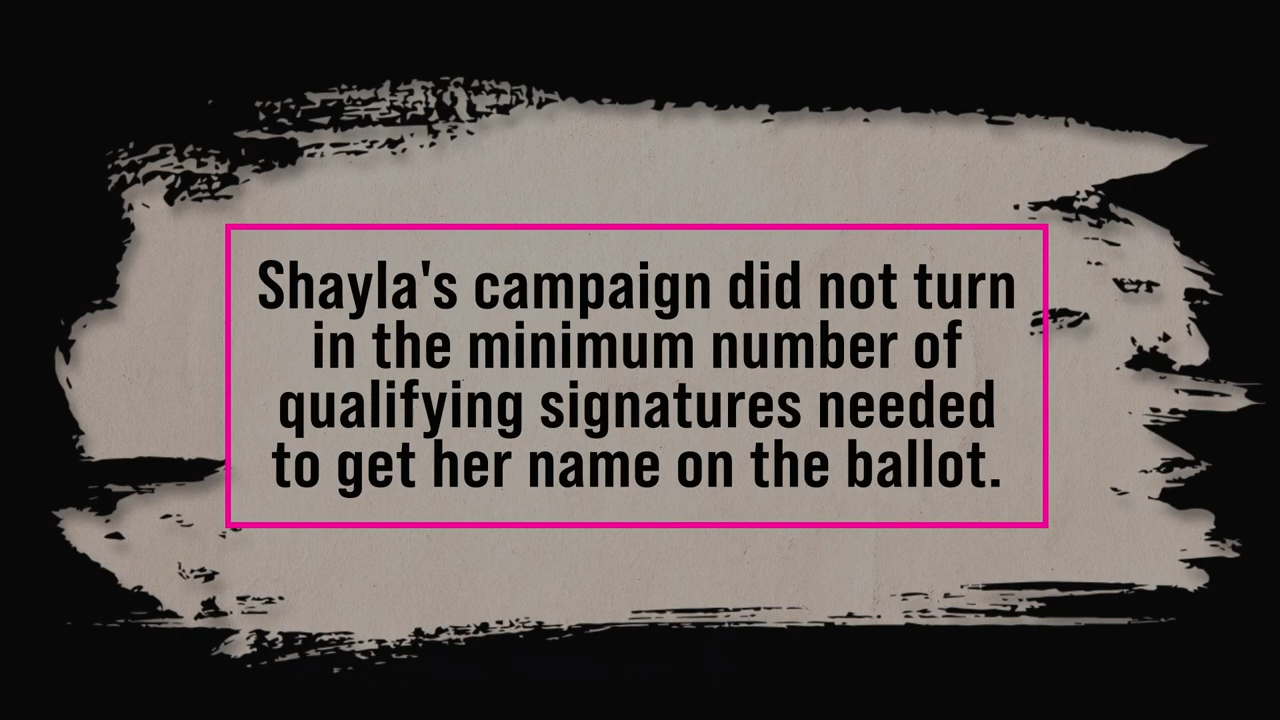 Shayla's campaign did not turn
in the minimum number of
qualifying signatures needed
to get her name on the ballot.